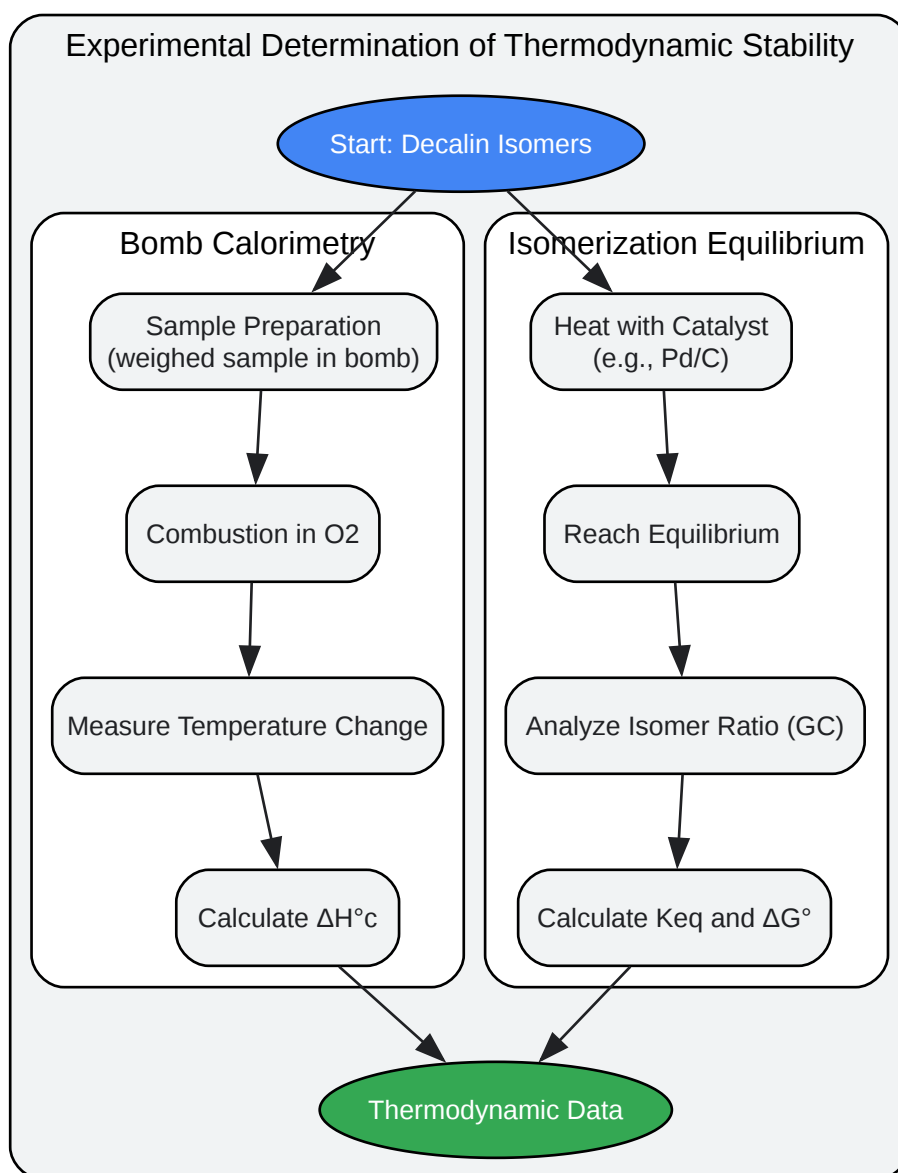 Experimental Determination of Thermodynamic Stability
Start: Decalin Isomers
Bomb Calorimetry
Sample Preparation
(weighed sample in bomb)
Combustion in O2
Measure Temperature Change
Calculate ΔH°c
Isomerization Equilibrium
Heat with Catalyst
(e.g., Pd/C)
Reach Equilibrium
Analyze Isomer Ratio (GC)
Calculate Keq and ΔG°
Thermodynamic Data